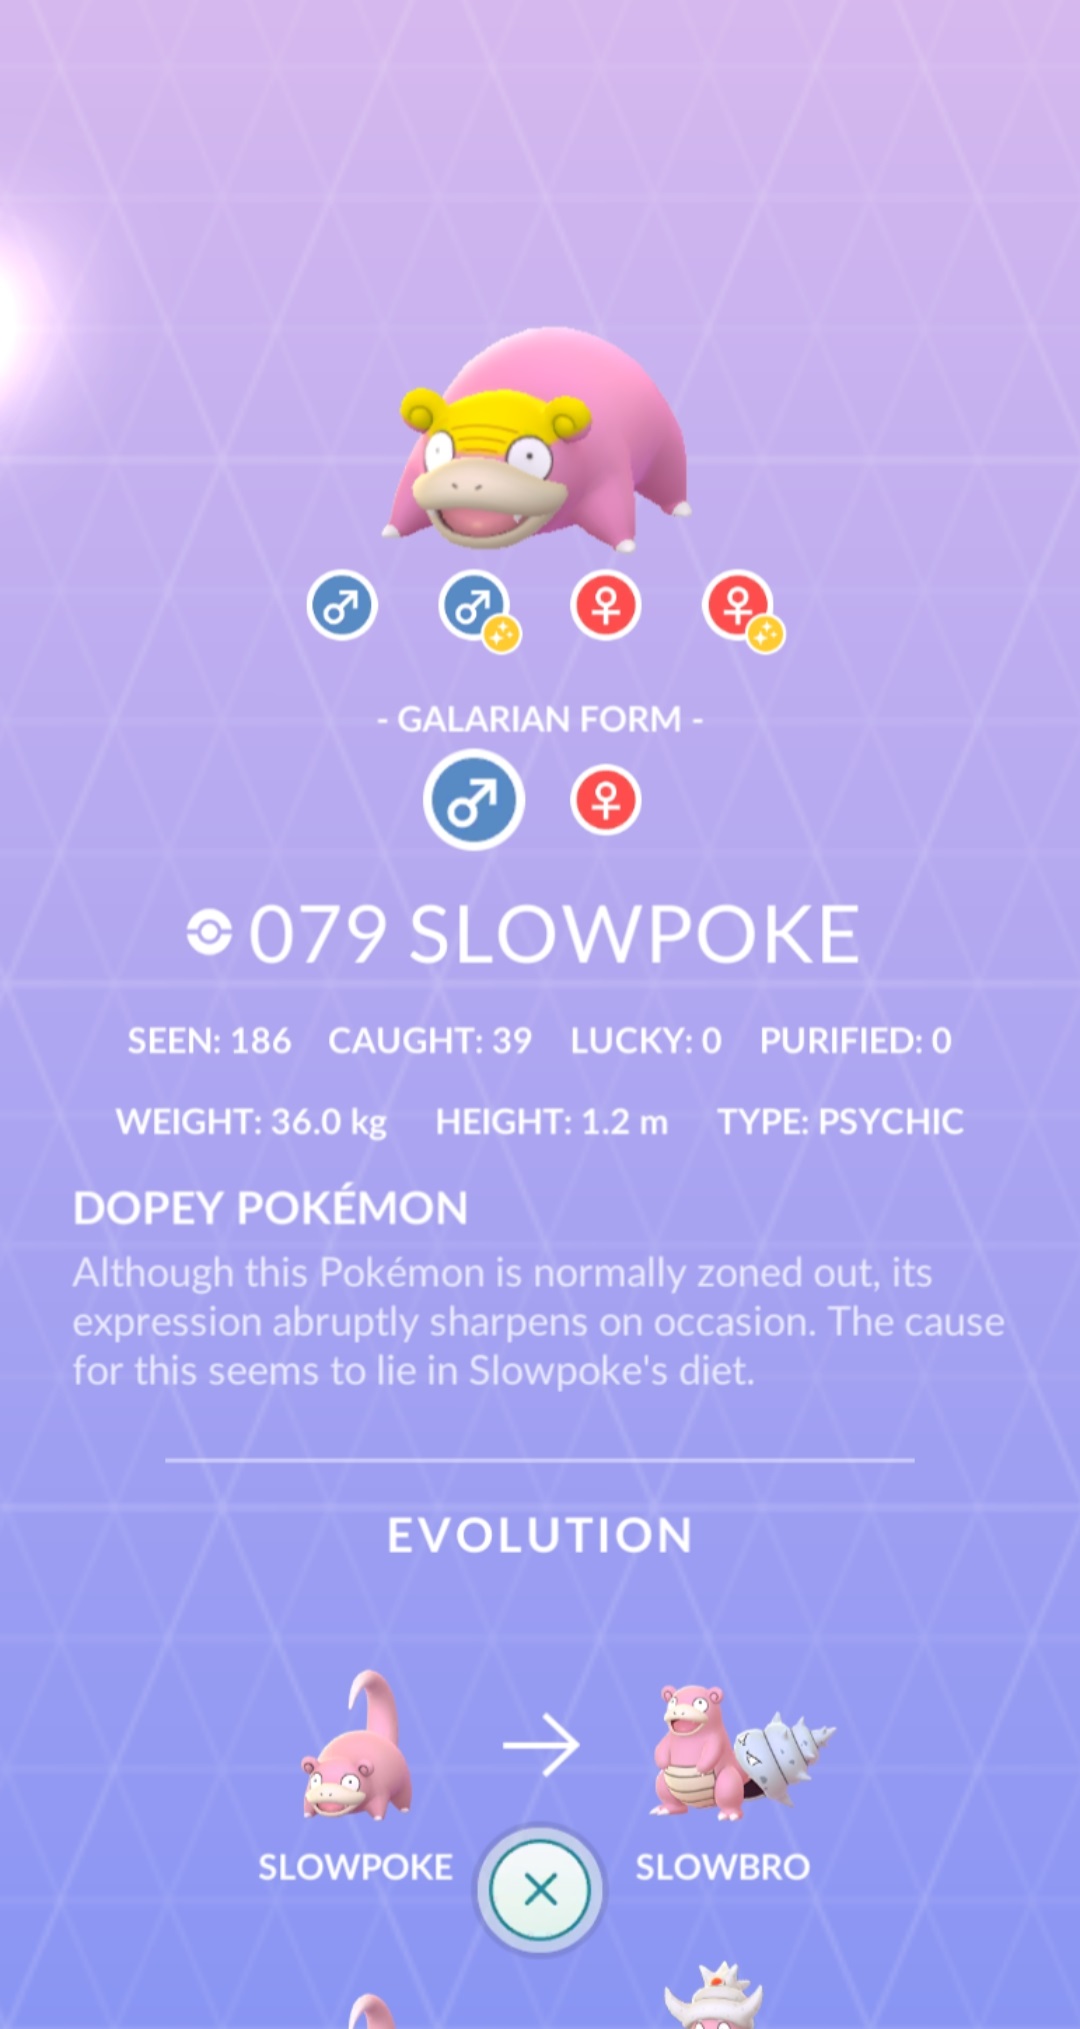 - GALARIAN FORM -
079 SLOWPOKE
SEEN: 186 CAUGHT: 39 LUCKY: 0 PURIFIED: 0
WEIGHT: 36.0 kg HEIGHT: 1.2 m TYPE: PSYCHIC
DOPEY POKÉMON
Although this Pokémon is normally zoned out, its
expression abruptly sharpens on occasion. The cause
for this seems to lie in Slowpoke's diet.
EVOLUTION
SLOWPOKE SLOWBRO